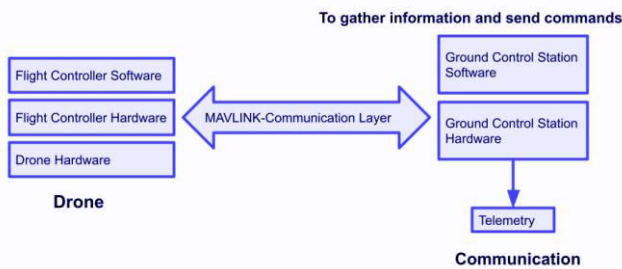 To gather information and send commands
Flight Controller Software
Flight Controller Hardware
Drone Hardware
Drone
MAVLINK-Communication Layer
Ground Control Station
Software
Ground Control Station
Hardware
Telemetry
Communication